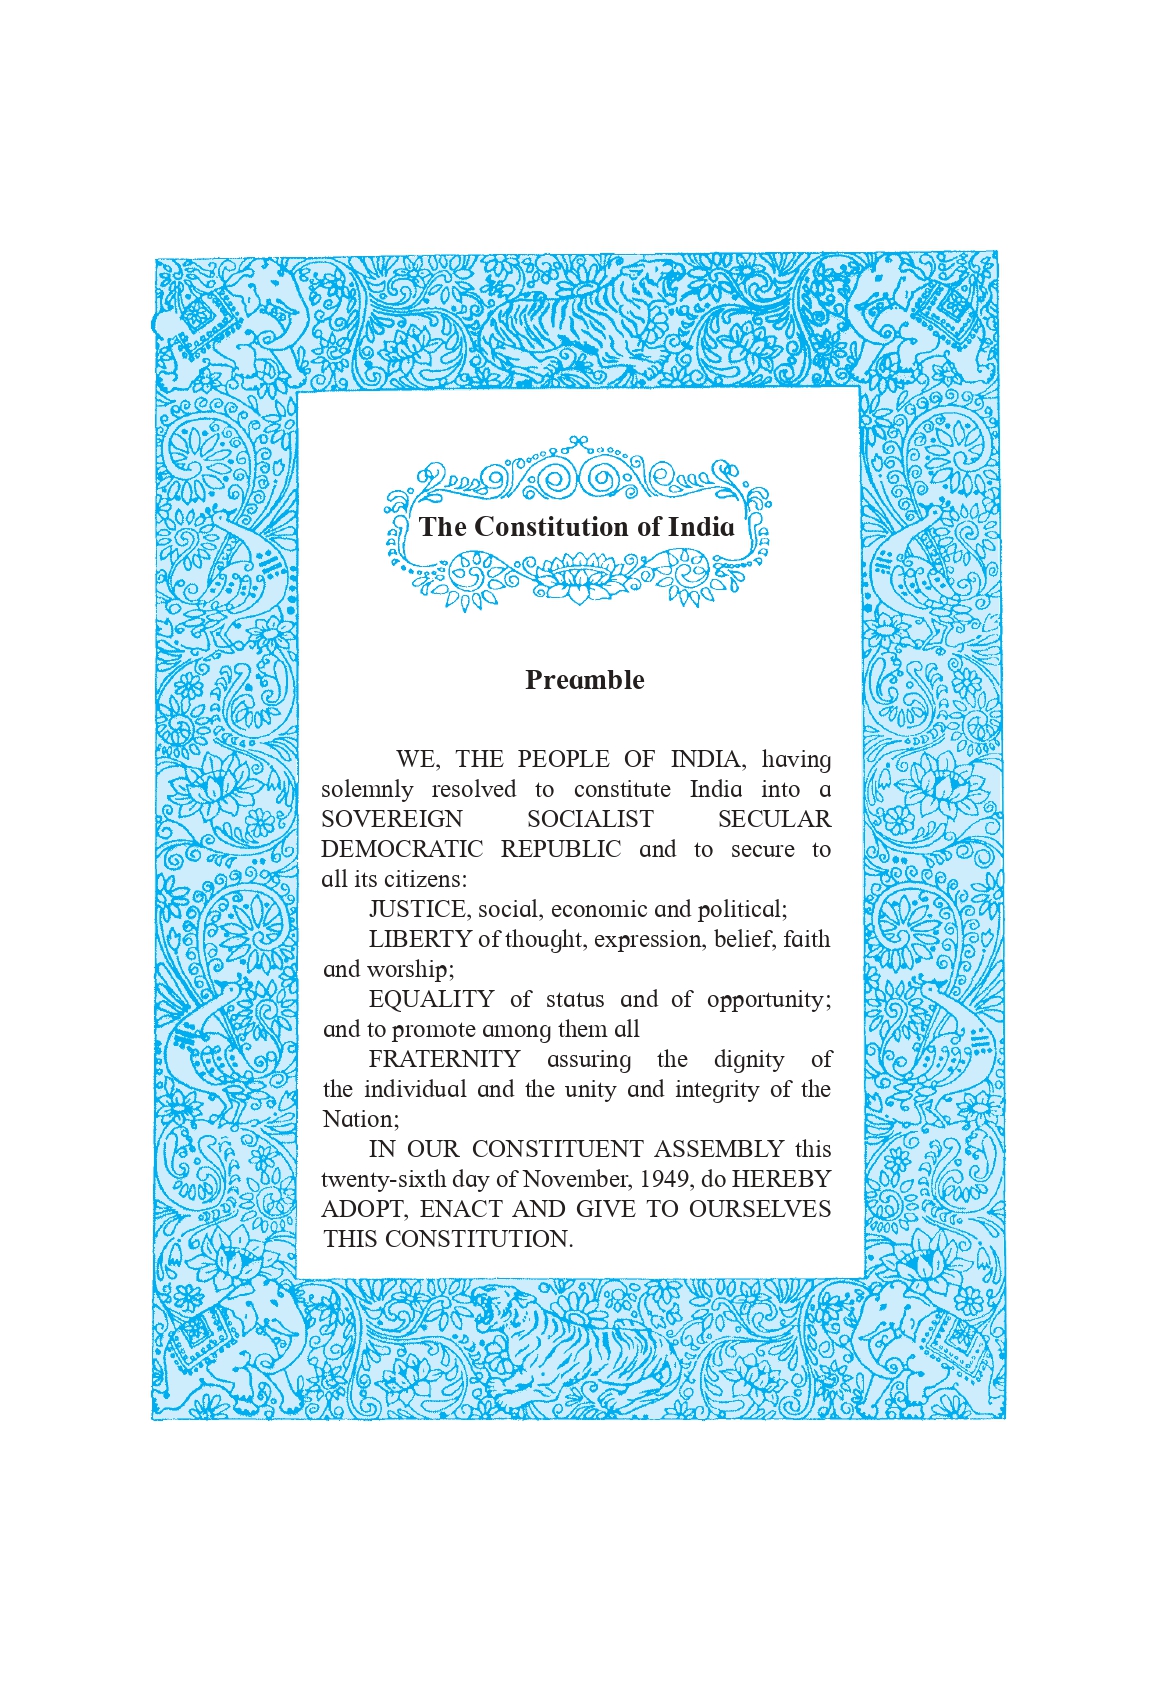 The Constitution of India
Preamble
WE, THE PEOPLE OF INDIA, having
solemnly resolved to constitute India into a
SOVEREIGN SOCIALIST SECULAR
DEMOCRATIC REPUBLIC and to secure to
all its citizens:
JUSTICE, social, economic and political;
LIBERTY of thought, expression, belief, faith
and worship;
EQUALITY of status and of opportunity;
and to promote among them all
FRATERNITY assuring the dignity of
the individual and the unity and integrity of the
Nation;
IN OUR CONSTITUENT ASSEMBLY this
twenty-sixth day of November, 1949, do HEREBY
ADOPT, ENACT AND GIVE TO OURSELVES
THIS CONSTITUTION.